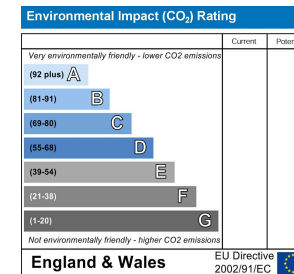 Environmental Impact (CO₂) Rating
Current
Very environmentally friendly - lower CO2 emissions
(92 plus) A
(81-91) B
(69-80) C
(55-68) D
(39-54) E
(21-38) F
(1-20) G
Not environmentally friendly - higher CO2 emissions
England & Wales
EU Directive
2002/91/EC